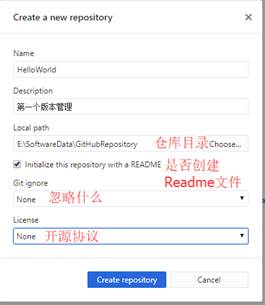 Create a new repository
Name
HelloWorld
Description
第一个版本管理
Local path
E:\SoftwareData\GitHubRepository 仓库目录 Choose...
Initialize this repository with a README 是否创建
Readme文件
Git ignore
None 忽略什么
License
None 开源协议
Create repository Cancel